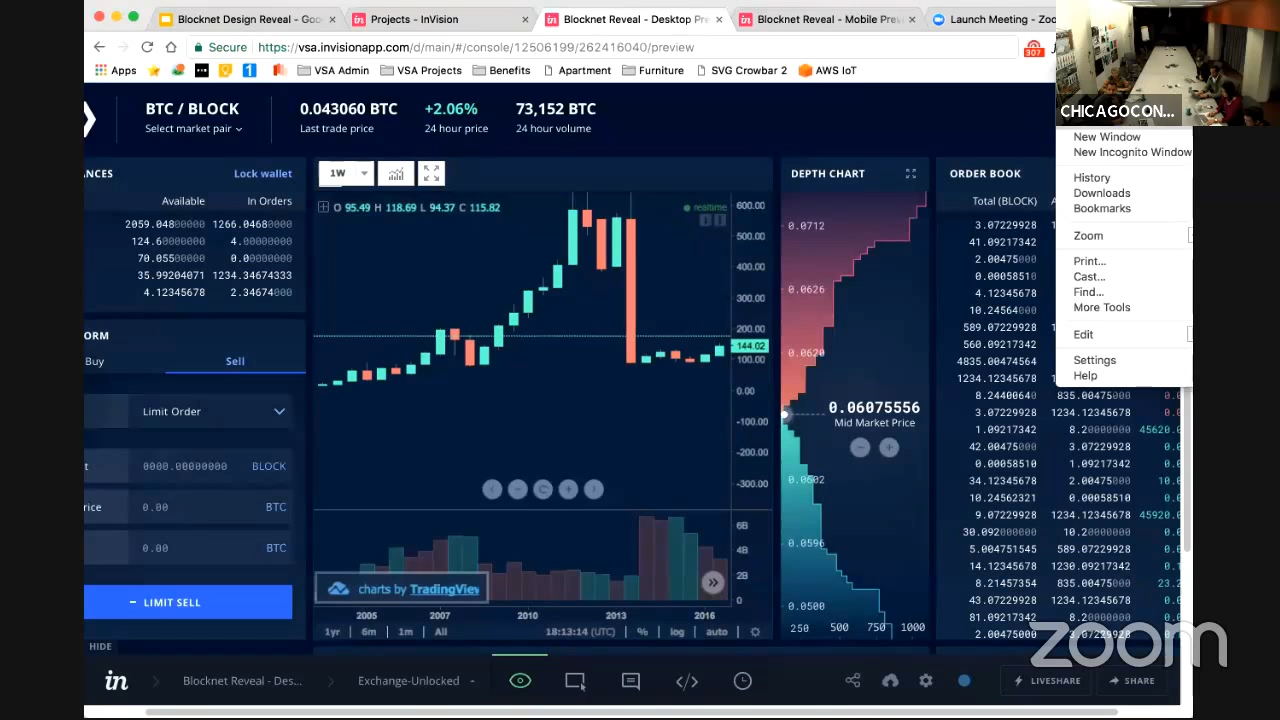 Blocknet Design Reveal - Goo
Projects - InVision
Blocknet Reveal - Desktop Pre
Blocknet Reveal - Mobile Prev
Launch Meeting - Zoo
Secure
https://vsa.invisionapp.com/d/main/#/console/12506199/262416040/preview
307
Apps
VSA Admin
VSA Projects
Benefits
Apartment
Furniture
SVG Crowbar 2
AWS IoT
CHICAGOCON...
New Window
New Incognito Window
History
Downloads
Bookmarks
Zoom
Print...
Cast...
Find...
More Tools
Edit
Settings
Help
BTC / BLOCK
Select market pair
0.043060 BTC
Last trade price
+2.06%
24 hour price
73,152 BTC
24 hour volume
ANCES
Lock wallet
Available In Orders
2059.04800000 1266.04800000
124.60000000 4.00000000
70.05500000 0.00000000
35.99204071 1234.34674333
4.12345678 2.34674000
ORM
Buy
Sell
Limit Order
t
0000.00000000
BLOCK
rice
0.00
BTC
0.00
BTC
LIMIT SELL
HIDE
1W
O 95.49 H 118.69 L 94.37 C 115.82
realtime
600.00
500.00
400.00
300.00
200.00
144.02
100.00
0.00
-100.00
-200.00
-300.00
6B
4B
2B
0
charts by TradingView
2005 2007 2010 2013 2016
1yr 6m 1m All
18:13:14 (UTC)
% log auto
DEPTH CHART
0.0712
0.0626
0.0620
0.06075556
Mid Market Price
0.0602
0.0596
0.0500
250 500 750 1000
ORDER BOOK
Total (BLOCK)
3.07229928
41.09217342
2.00475000
0.00058510
4.12345678
10.24564000
589.07229928
560.09217342
4835.00474564
1234.12345678
8.24400640 835.00475000
3.07229928 1234.12345678
1.09217342 8.20000000 45620.0
42.00475000 3.07229928
0.00058510 1.09217342
34.12345678 2.00475000
10.24562321 0.00058510
9.07229928 1234.12345678 45920.0
30.092000000 10.20000000
5.004751545 589.07229928
14.12345678 1230.09217342
8.21457354 835.00475000 23.2
43.07229928 1234.12345678
81.09217342 8.20000000
2.00475000 3.07229928
in
Blocknet Reveal - Des...
Exchange-Unlocked
LIVESHARE
SHARE
zoom